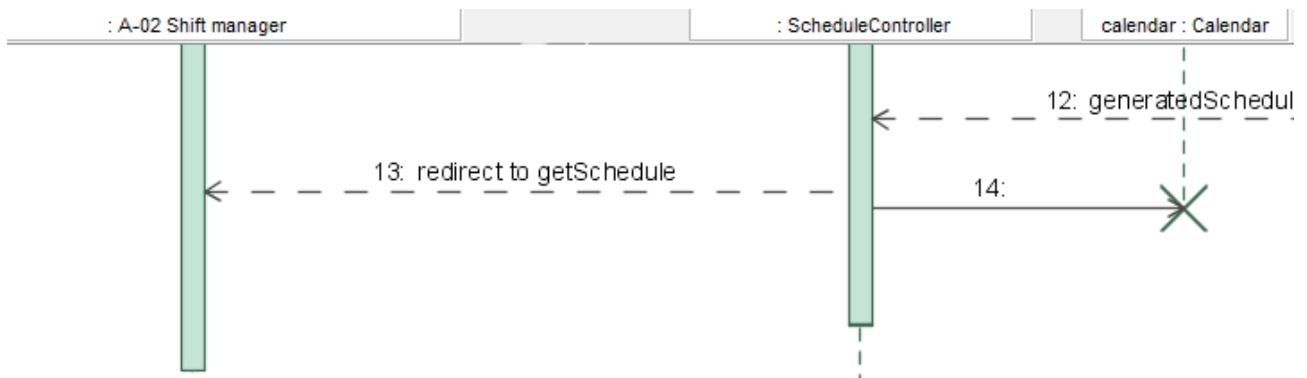 : A-02 Shift manager
: ScheduleController
calendar : Calendar
12: generatedSchedul
13: redirect to getSchedule
14: